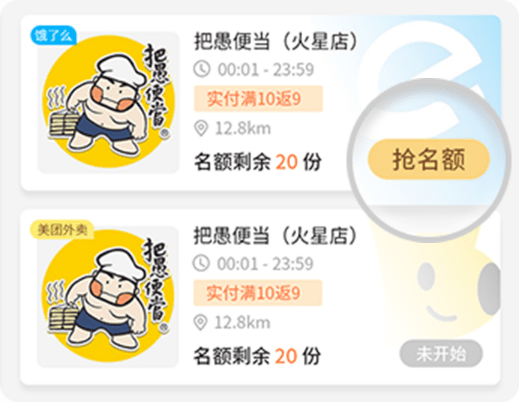 饿了么
把愚便当（火星店）
00:01 - 23:59
实付满10返9
12.8km
名额剩余 20 份
抢名额
把愚便當
美团外卖
把愚便当（火星店）
00:01 - 23:59
实付满10返9
12.8km
名额剩余 20 份
未开始
把愚便當